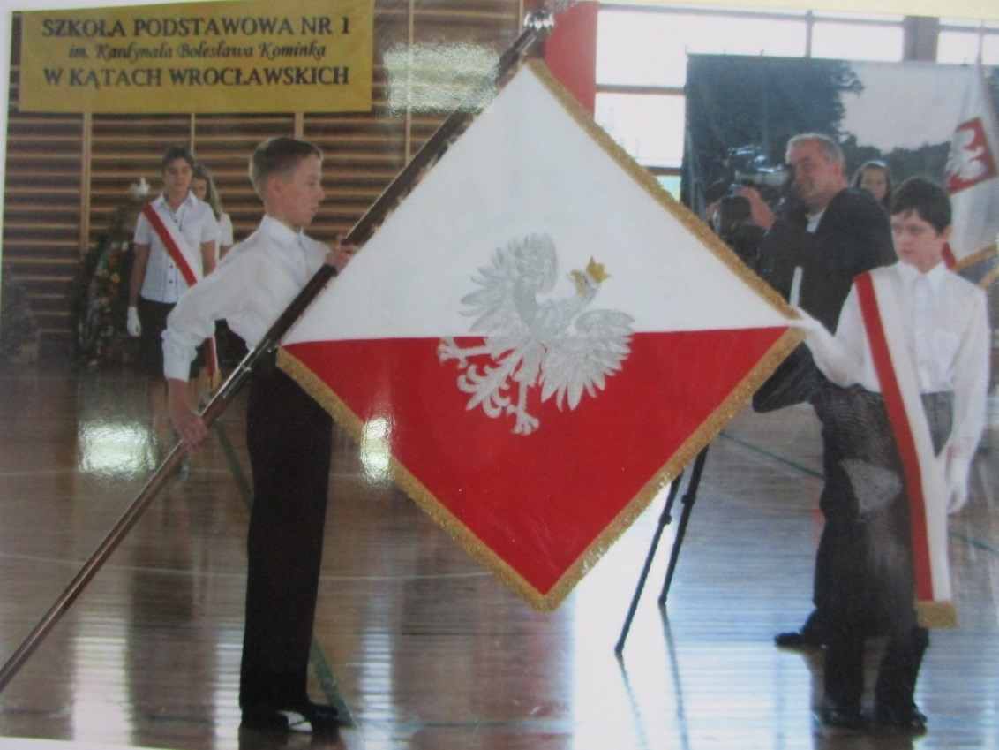 SZKOŁA PODSTAWOWA NR 1
im. Kardynała Bolesława Kominka
W KĄTACH WROCŁAWSKICH